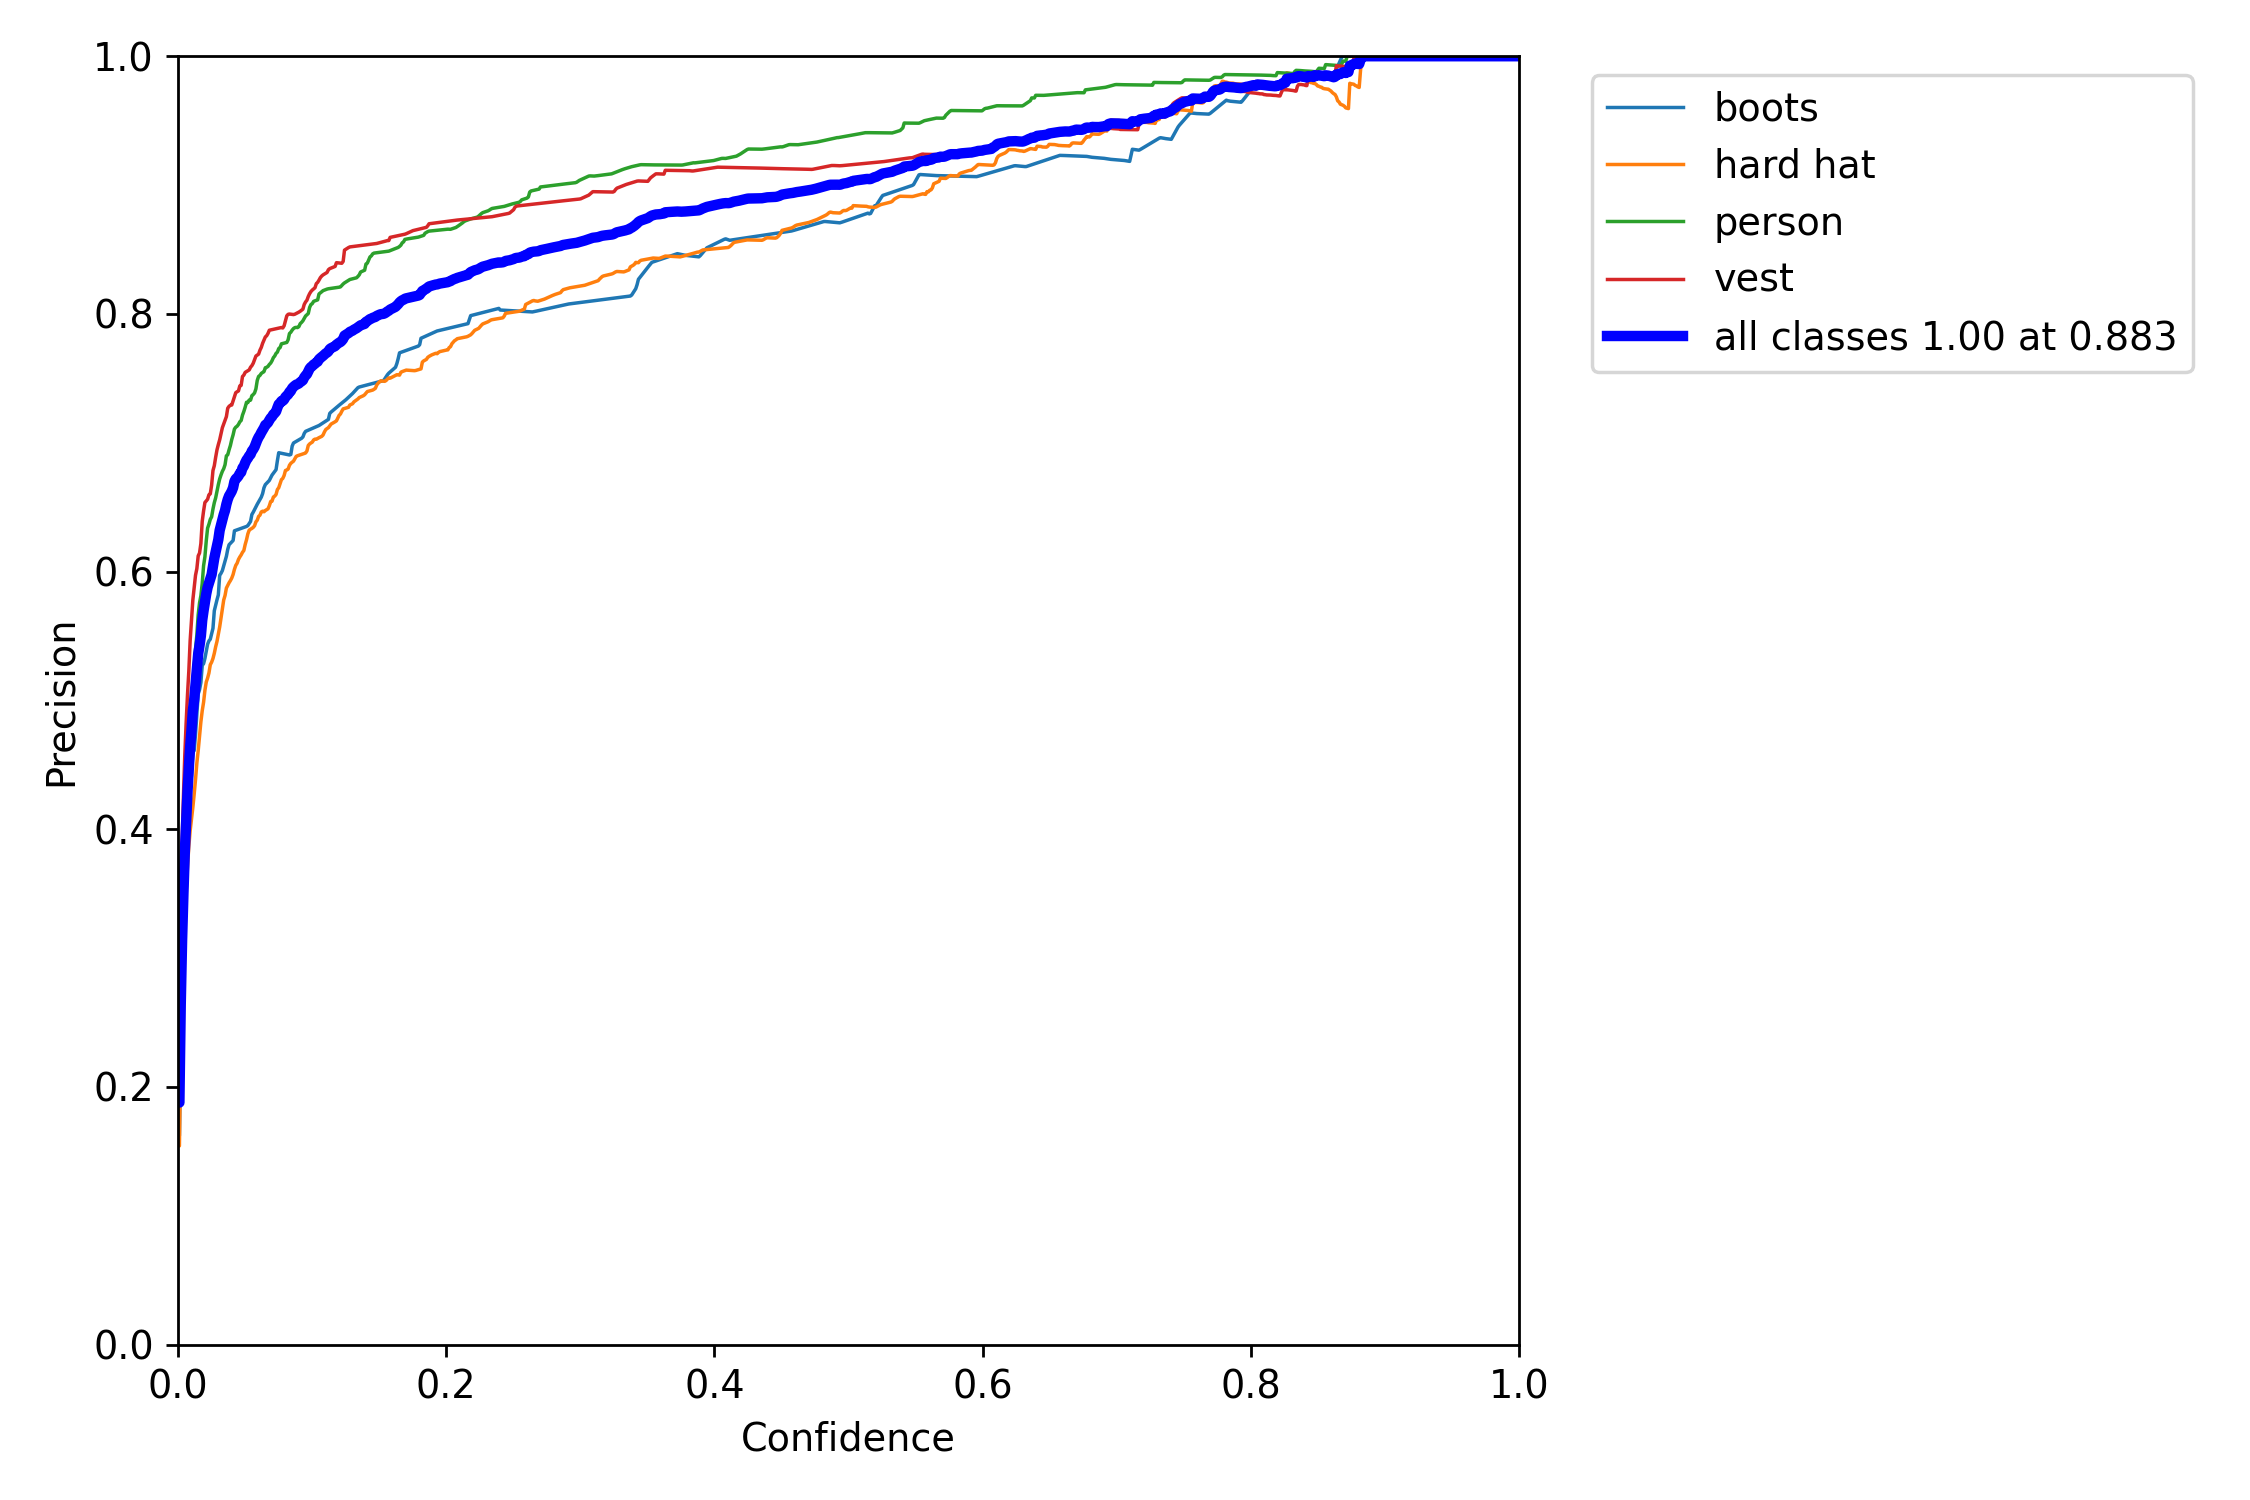 1.0
0.8
0.6
0.4
0.2
0.0
0.0 0.2 0.4 0.6 0.8 1.0
Precision
Confidence
boots
hard hat
person
vest
all classes 1.00 at 0.883